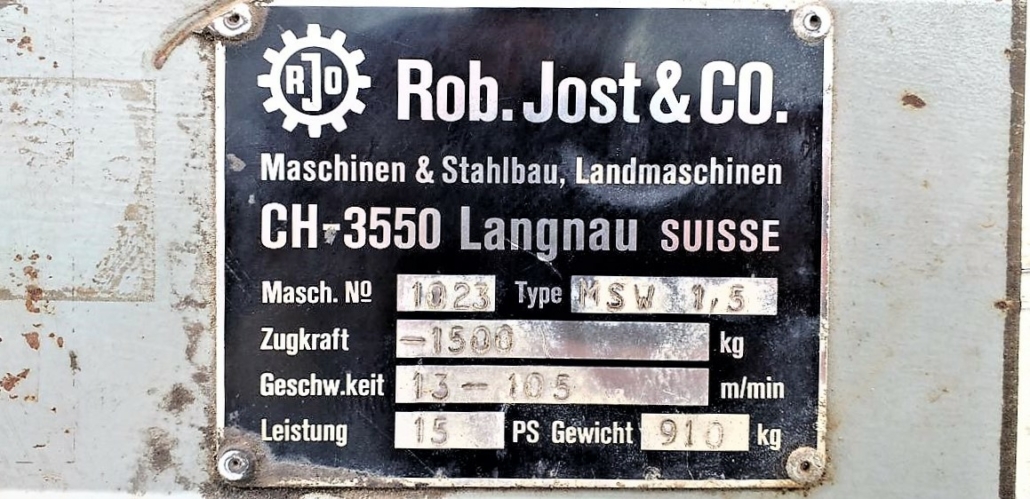 RJO
Rob. Jost & CO.
Maschinen & Stahlbau, Landmaschinen
CH-3550 Langnau SUISSE
Masch. Nº 1023 Type MSW 1,5
Zugkraft -1500 kg
Geschw.keit 13-105 m/min
Leistung 15 PS Gewicht 910 kg